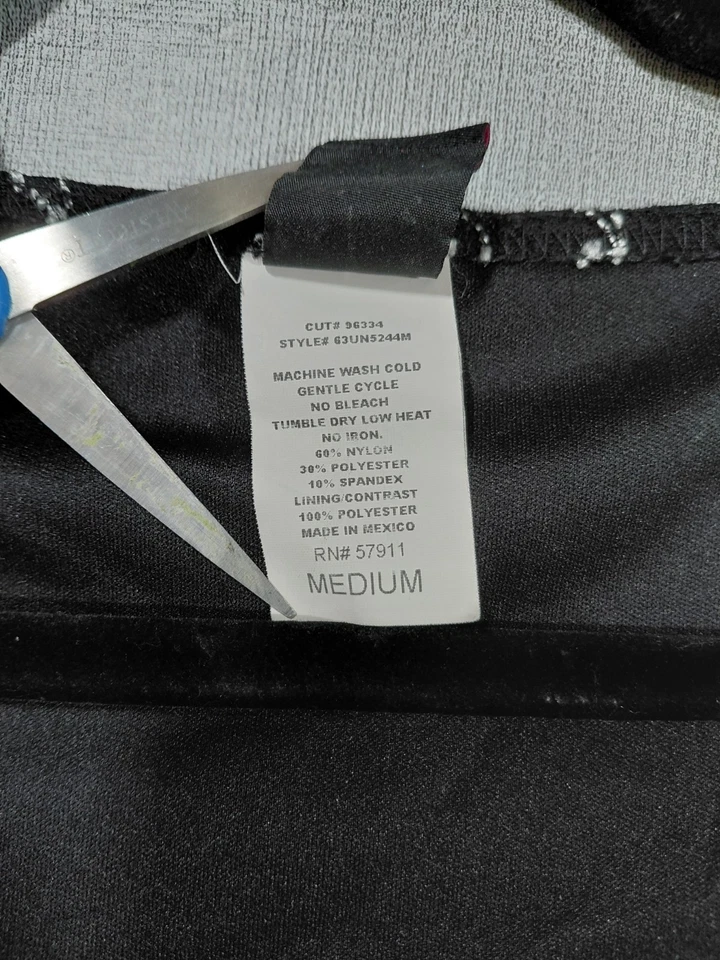 CUT# 96334
STYLE# 63UN5244M
MACHINE WASH COLD
GENTLE CYCLE
NO BLEACH
TUMBLE DRY LOW HEAT
NO IRON.
60% NYLON
30% POLYESTER
10% SPANDEX
LINING/CONTRAST
100% POLYESTER
MADE IN MEXICO
RN# 57911
MEDIUM